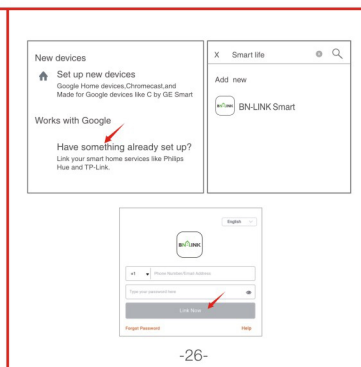 New devices
Set up new devices
Google Home devices,Chromecast,and
Made for Google devices like C by GE Smart
Works with Google
Have something already set up?
Link your smart home services like Philips
Hue and TP-Link.
X Smart life
Add new
BN-LINK
BN-LINK Smart
English
BN-LINK
+1 Phone Number/Email Address
Type your password here
Link Now
Forgot Password Help
-26-